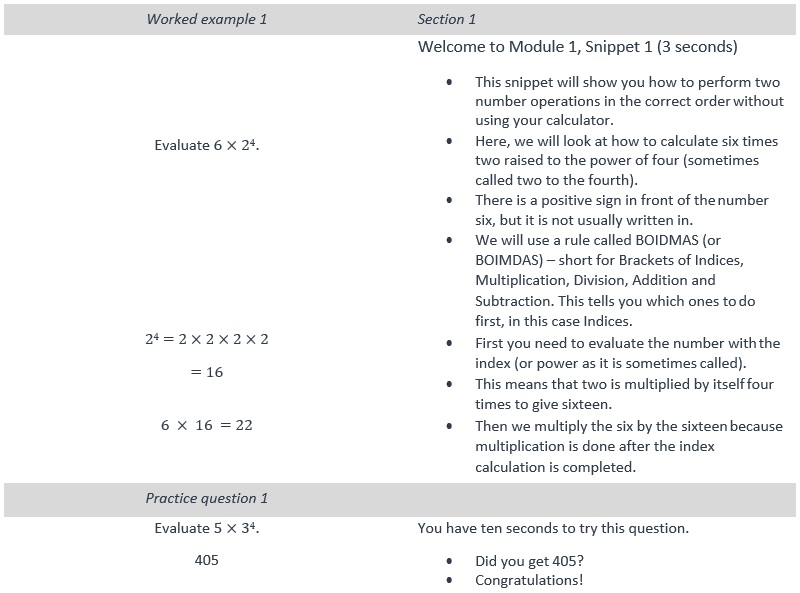 Worked example 1
Section 1
Welcome to Module 1, Snippet 1 (3 seconds)
• This snippet will show you how to perform two
number operations in the correct order without
using your calculator.
Evaluate 6 × 2⁴.
• Here, we will look at how to calculate six times
two raised to the power of four (sometimes
called two to the fourth).
• There is a positive sign in front of the number
six, but it is not usually written in.
• We will use a rule called BOIDMAS (or
BOIMDAS) – short for Brackets of Indices,
Multiplication, Division, Addition and
Subtraction. This tells you which ones to do
first, in this case Indices.
2⁴ = 2 × 2 × 2 × 2
• First you need to evaluate the number with the
index (or power as it is sometimes called).
= 16
• This means that two is multiplied by itself four
times to give sixteen.
6 × 16 = 22
• Then we multiply the six by the sixteen because
multiplication is done after the index
calculation is completed.
Practice question 1
Evaluate 5 × 3⁴.
You have ten seconds to try this question.
405
• Did you get 405?
• Congratulations!